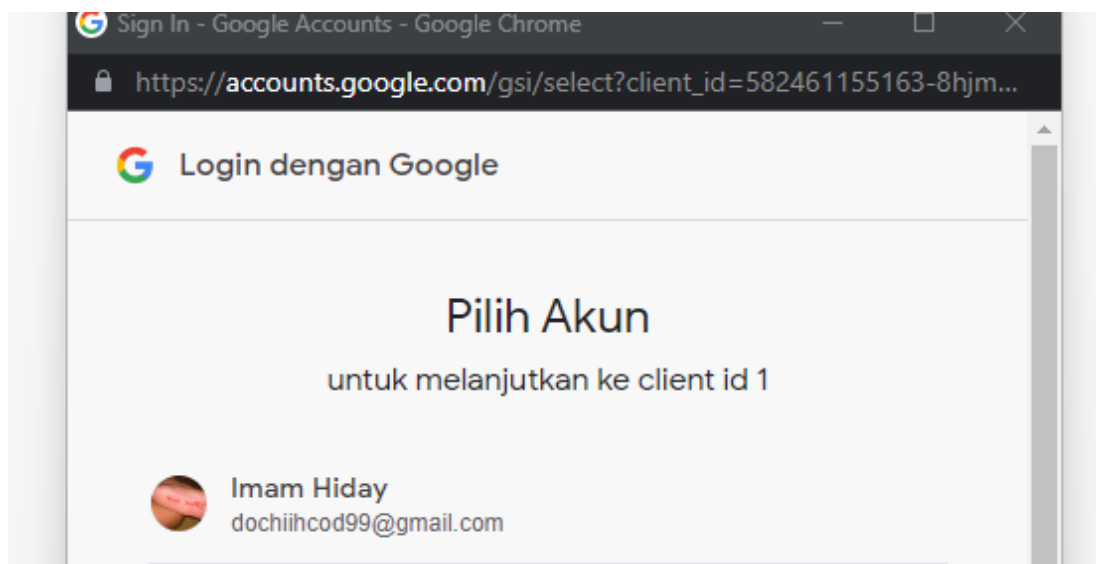 Sign In - Google Accounts - Google Chrome
https://accounts.google.com/gsi/select?client_id=582461155163-8hjm...
Login dengan Google
Pilih Akun
untuk melanjutkan ke client id 1
Imam Hiday
dochiihcod99@gmail.com